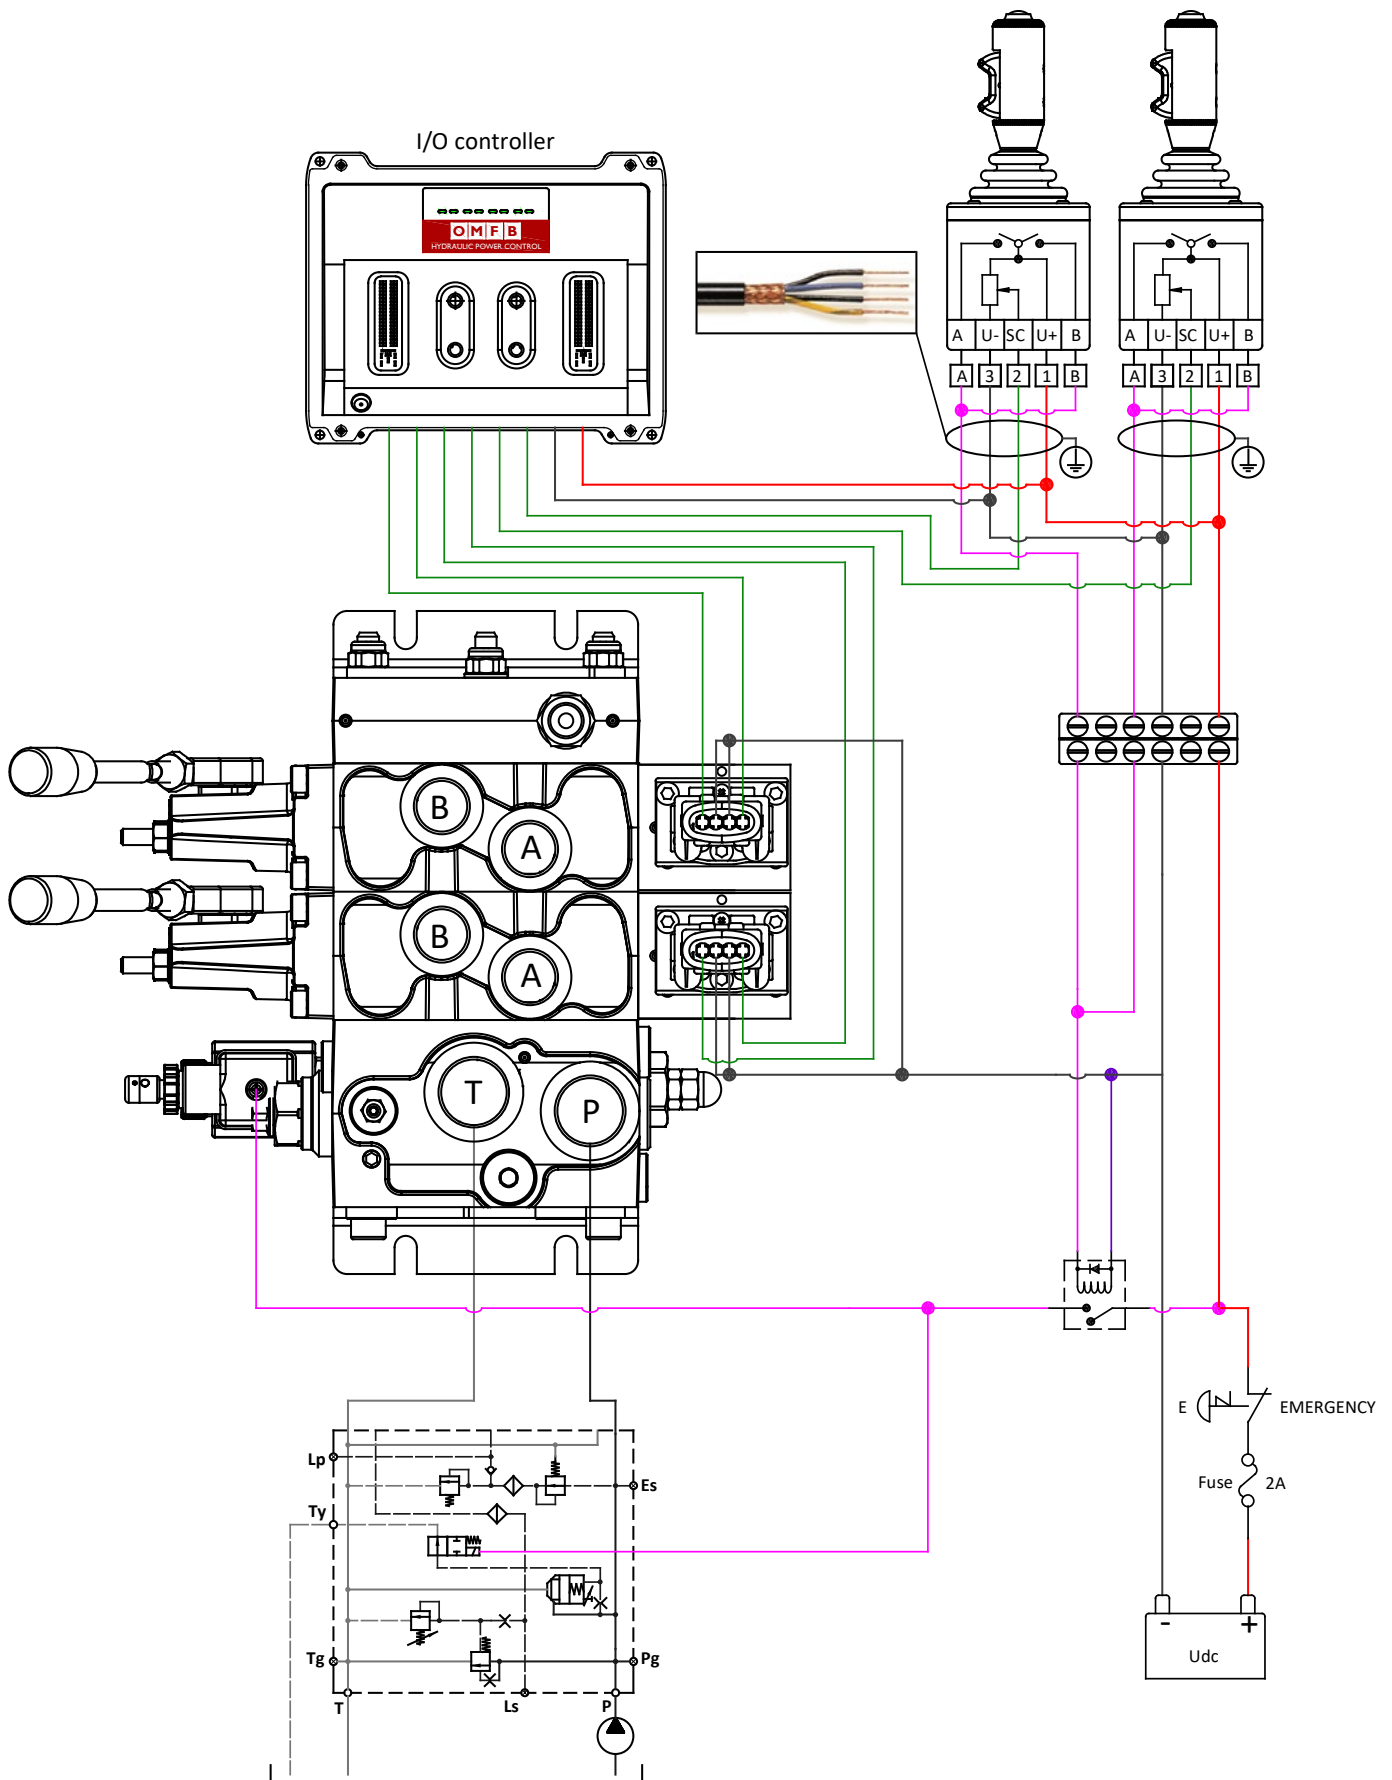 I/O controller
OMFB
HYDRAULIC POWER CONTROL
A U- SC U+ B
A U- SC U+ B
A 3 2 1 B
A 3 2 1 B
B
A
B
A
T
P
E EMERGENCY
Fuse 2A
Lp
Es
Ty
Tg
Pg
T
Ls
P
- +
Udc